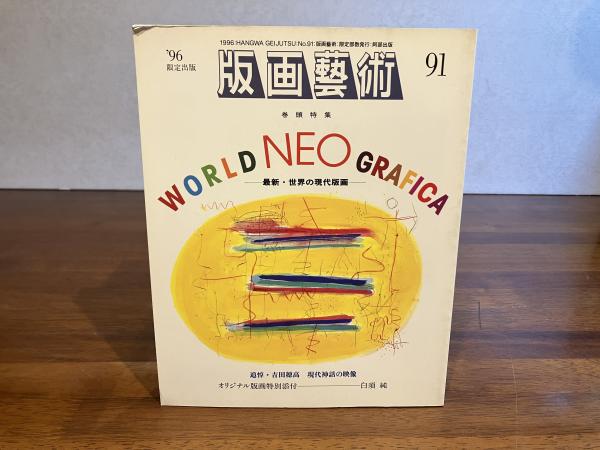 1996:HANGWA GEIJUTSU:No.91:版画藝術:限定部数発行:阿部出版
'96
限定出版
版画藝術
91
巻頭特集
WORLD NEO GRAFICA
最新・世界の現代版画
追悼・吉田穂高 現代神話の映像
オリジナル版画特別添付────白須 純